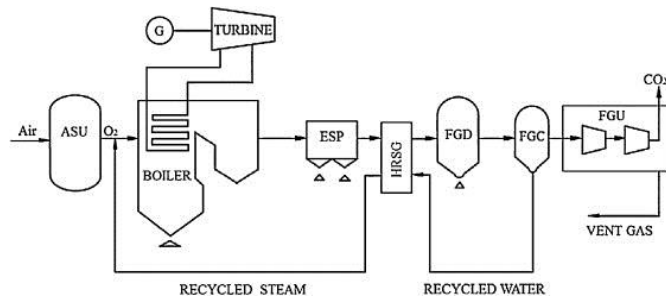 G
TURBINE
CO₂
Air
ASU
O₂
BOILER
ESP
HRSG
FGD
FGC
FGU
VENT GAS
RECYCLED STEAM
RECYCLED WATER